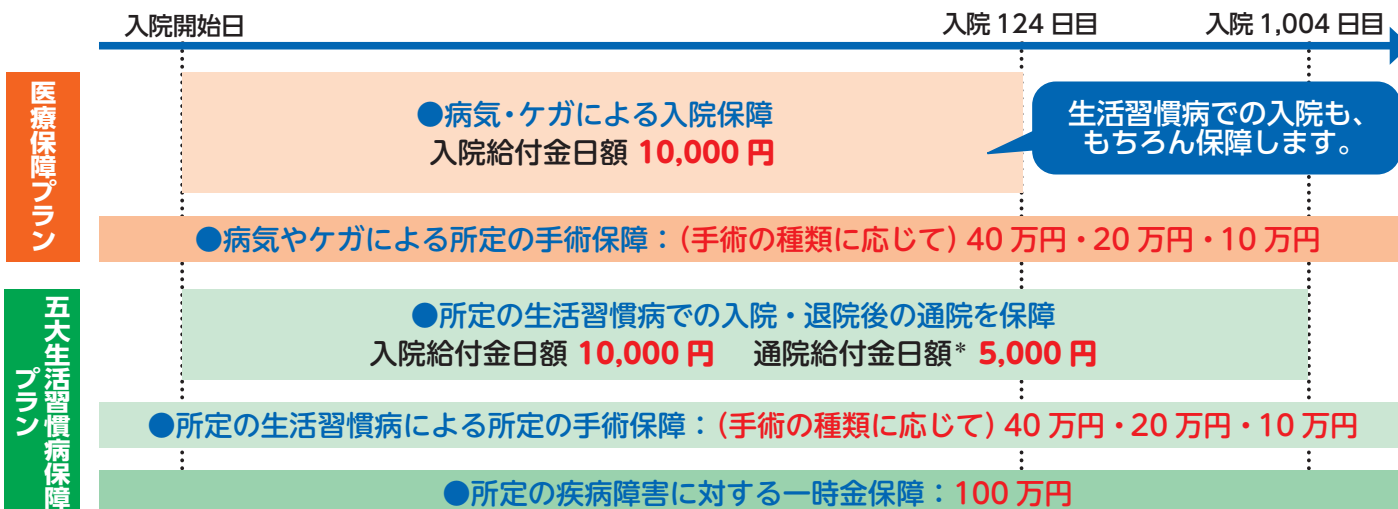 入院開始日
入院 124 日目
入院 1,004 日目
医療保障プラン
●病気・ケガによる入院保障
入院給付金日額 10,000 円
生活習慣病での入院も、
もちろん保障します。
●病気やケガによる所定の手術保障：（手術の種類に応じて）40 万円・20 万円・10 万円
五大生活習慣病保障
プラン
●所定の生活習慣病での入院・退院後の通院を保障
入院給付金日額 10,000 円 通院給付金日額* 5,000 円
●所定の生活習慣病による所定の手術保障：（手術の種類に応じて）40 万円・20 万円・10 万円
●所定の疾病障害に対する一時金保障：100 万円